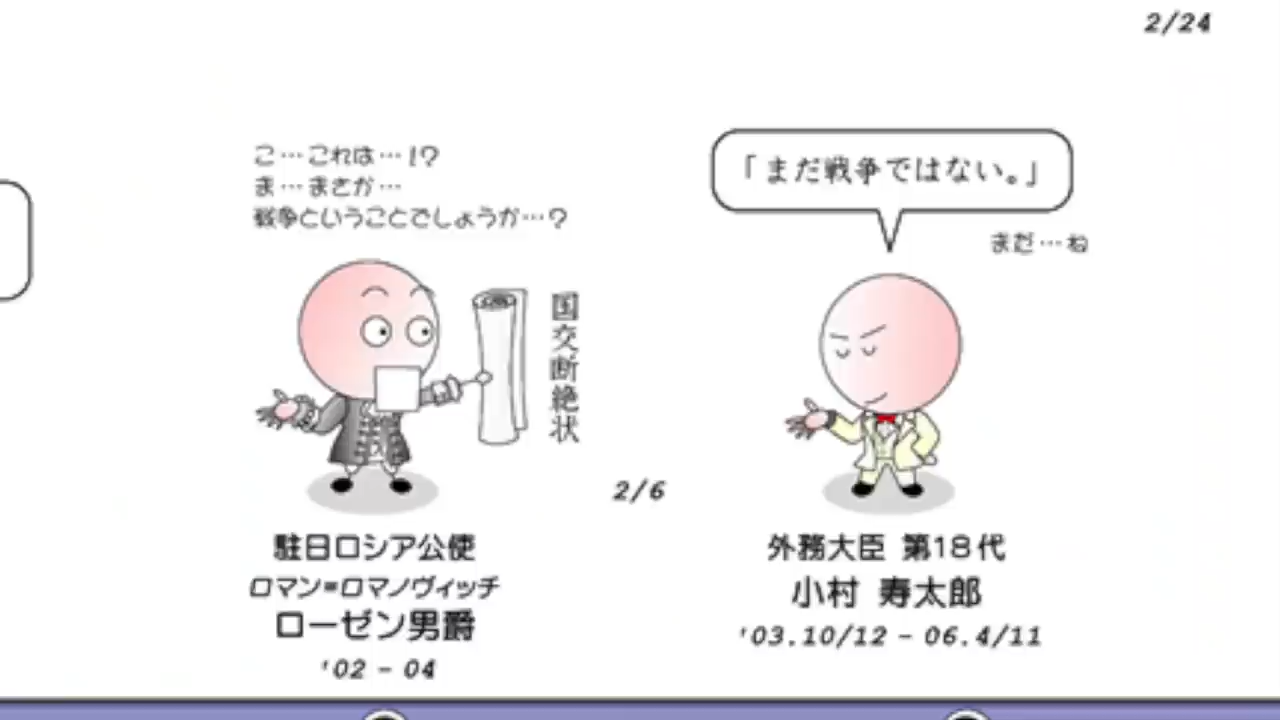 2/24
こ…これは…!?
ま…まさか…
戦争ということでしょうか…?
国交断絶状
「まだ戦争ではない。」
まだ…ね
2/6
駐日ロシア公使
ロマン=ロマノヴィッチ
ローゼン男爵
'02 - 04
外務大臣 第18代
小村 寿太郎
'03.10/12 - 06.4/11